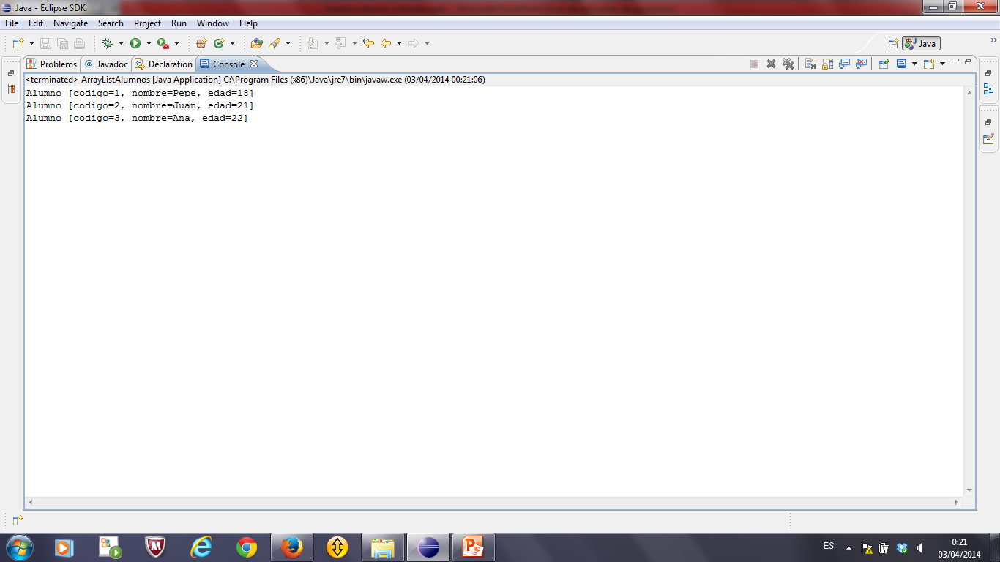 Java - Eclipse SDK
File Edit Navigate Search Project Run Window Help
Java
Problems @ Javadoc Declaration Console
<terminated> ArrayListAlumnos [Java Application] C:\Program Files (x86)\Java\jre7\bin\javaw.exe (03/04/2014 00:21:06)
Alumno [codigo=1, nombre=Pepe, edad=18]
Alumno [codigo=2, nombre=Juan, edad=21]
Alumno [codigo=3, nombre=Ana, edad=22]
ES
0:21
03/04/2014